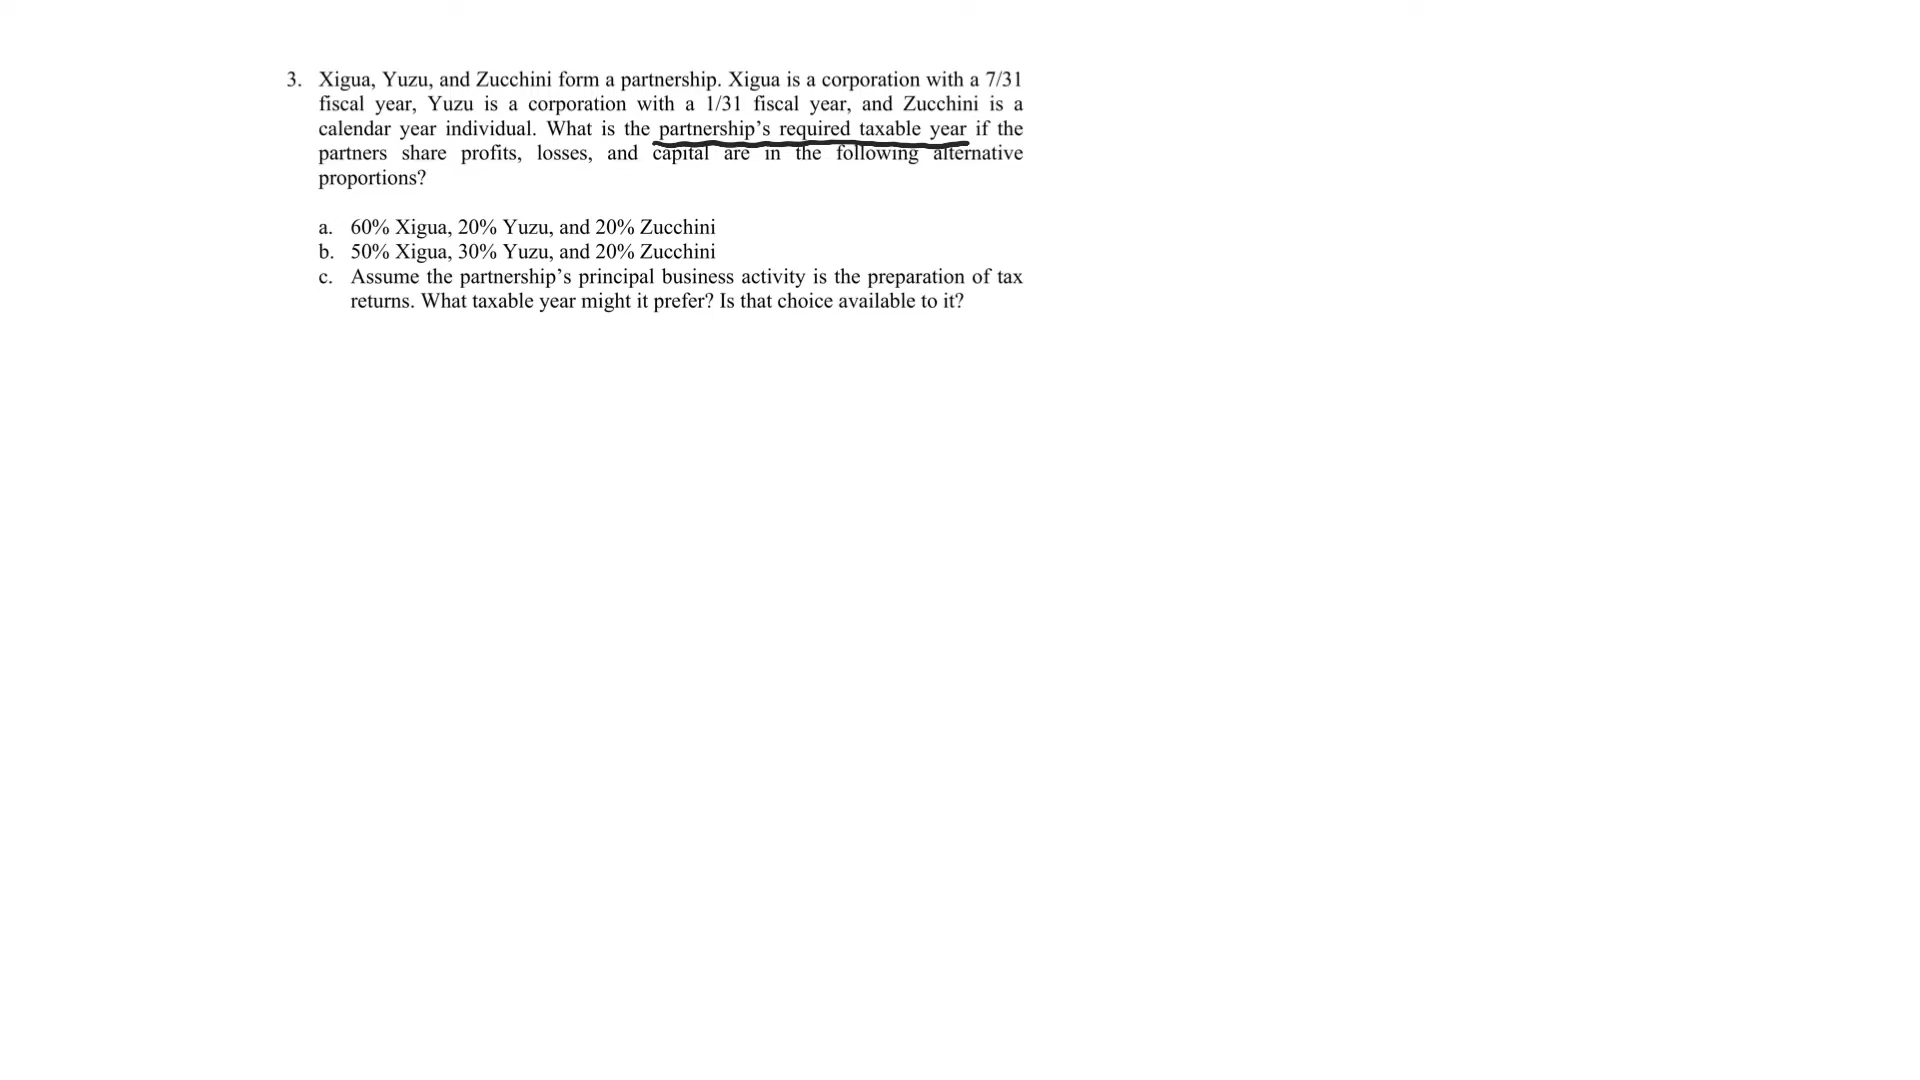 3. Xigua, Yuzu, and Zucchini form a partnership. Xigua is a corporation with a 7/31
fiscal year, Yuzu is a corporation with a 1/31 fiscal year, and Zucchini is a
calendar year individual. What is the partnership’s required taxable year if the
partners share profits, losses, and capital are in the following alternative
proportions?
a. 60% Xigua, 20% Yuzu, and 20% Zucchini
b. 50% Xigua, 30% Yuzu, and 20% Zucchini
c. Assume the partnership’s principal business activity is the preparation of tax
returns. What taxable year might it prefer? Is that choice available to it?